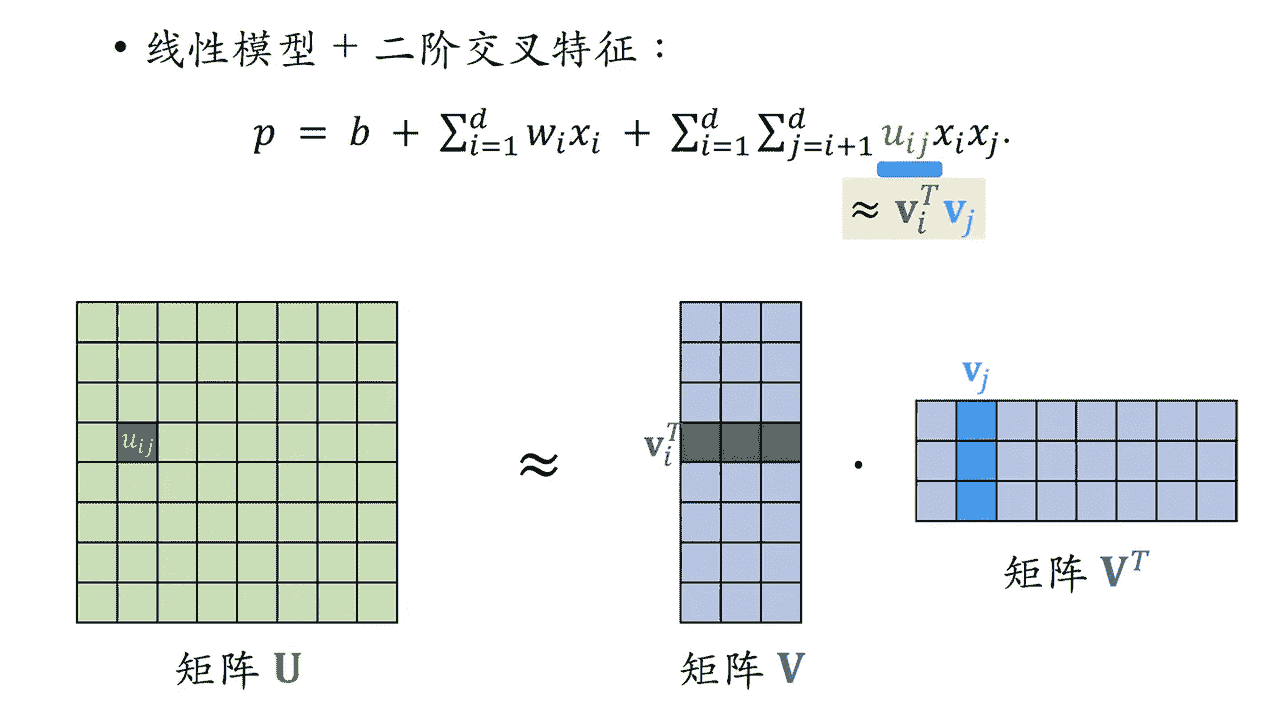 • 线性模型 + 二阶交叉特征：
p = b + ∑_{i=1}^{d} w_i x_i + ∑_{i=1}^{d} ∑_{j=i+1}^{d} u_{ij} x_i x_j.
≈ v_i^T v_j
u_{ij}
≈
v_i^T
·
v_j
矩阵 V^T
矩阵 U
矩阵 V